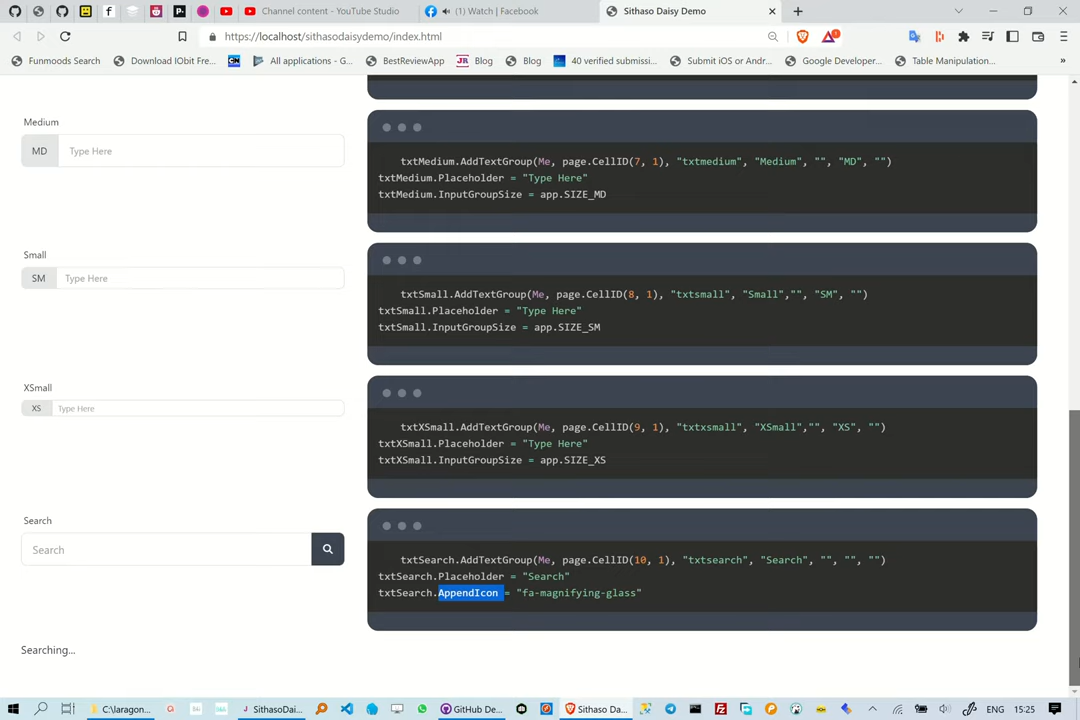 Channel content - YouTube Studio
(1) Watch | Facebook
Sithaso Daisy Demo
https://localhost/sithasodaisydemo/index.html
Funmoods Search
Download IObit Fre...
All applications - G...
BestReviewApp
Blog
Blog
40 verified submissi...
Submit iOS or Andr...
Google Developer...
Table Manipulation...
Medium
MD
Type Here
txtMedium.AddTextGroup(Me, page.CellID(7, 1), "txtmedium", "Medium", "", "MD", "")
txtMedium.Placeholder = "Type Here"
txtMedium.InputGroupSize = app.SIZE_MD
Small
SM
Type Here
txtSmall.AddTextGroup(Me, page.CellID(8, 1), "txtsmall", "Small","", "SM", "")
txtSmall.Placeholder = "Type Here"
txtSmall.InputGroupSize = app.SIZE_SM
XSmall
XS
Type Here
txtXSmall.AddTextGroup(Me, page.CellID(9, 1), "txtxsmall", "XSmall","", "XS", "")
txtXSmall.Placeholder = "Type Here"
txtXSmall.InputGroupSize = app.SIZE_XS
Search
Search
txtSearch.AddTextGroup(Me, page.CellID(10, 1), "txtsearch", "Search", "", "", "")
txtSearch.Placeholder = "Search"
txtSearch.AppendIcon = "fa-magnifying-glass"
Searching...
C:\laragon...
SithasoDai...
GitHub De...
Sithaso Da...
ENG
15:25